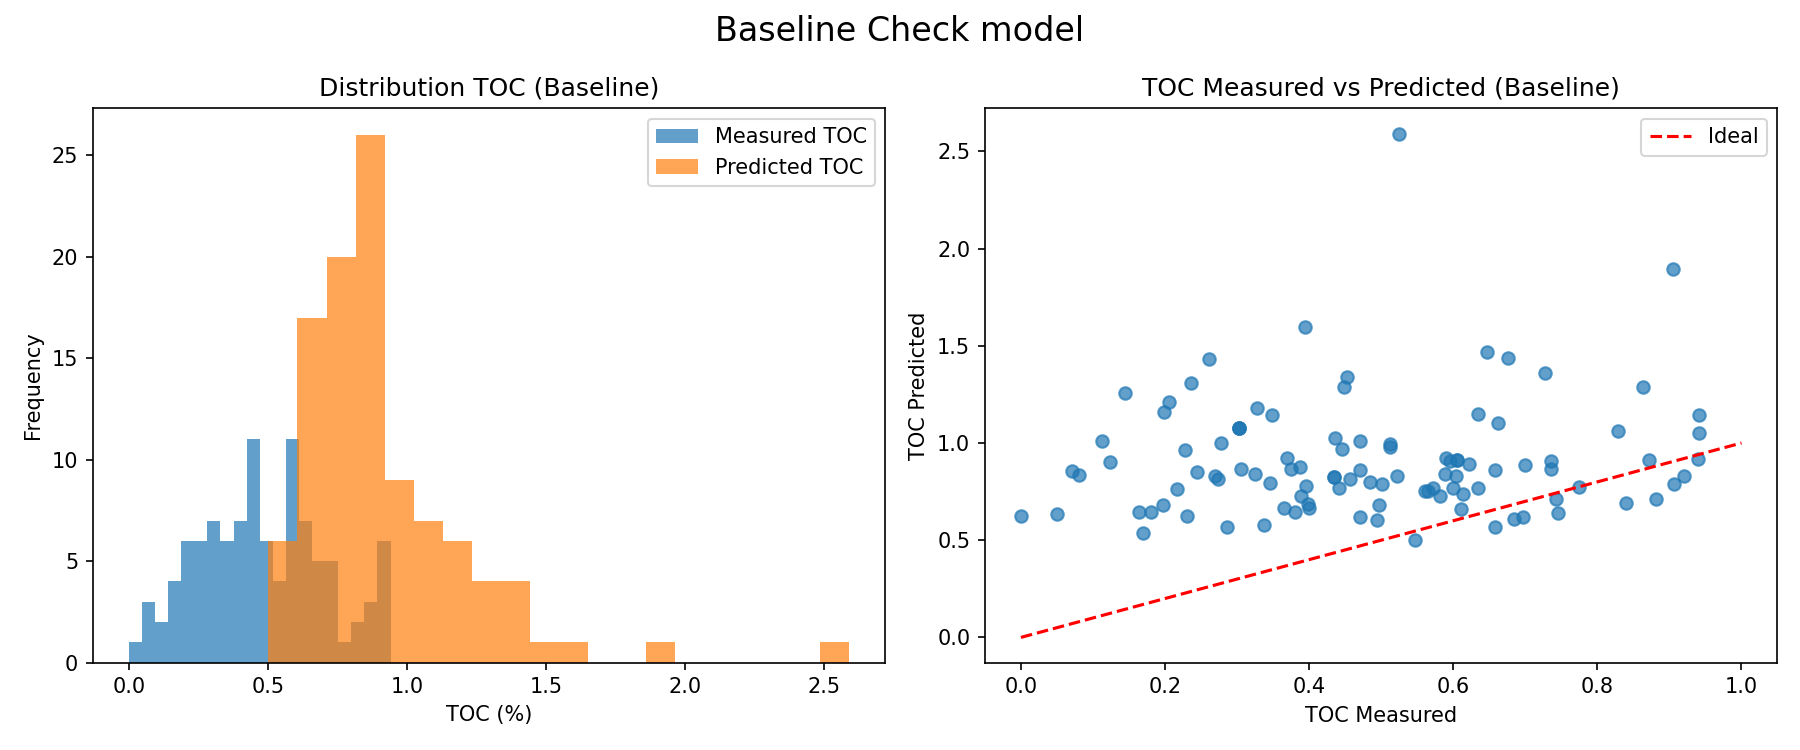 Baseline Check model
Distribution TOC (Baseline)
Measured TOC
Predicted TOC
Frequency
25
20
15
10
5
0
0.0 0.5 1.0 1.5 2.0 2.5
TOC (%)
TOC Measured vs Predicted (Baseline)
Ideal
TOC Predicted
2.5
2.0
1.5
1.0
0.5
0.0
0.0 0.2 0.4 0.6 0.8 1.0
TOC Measured